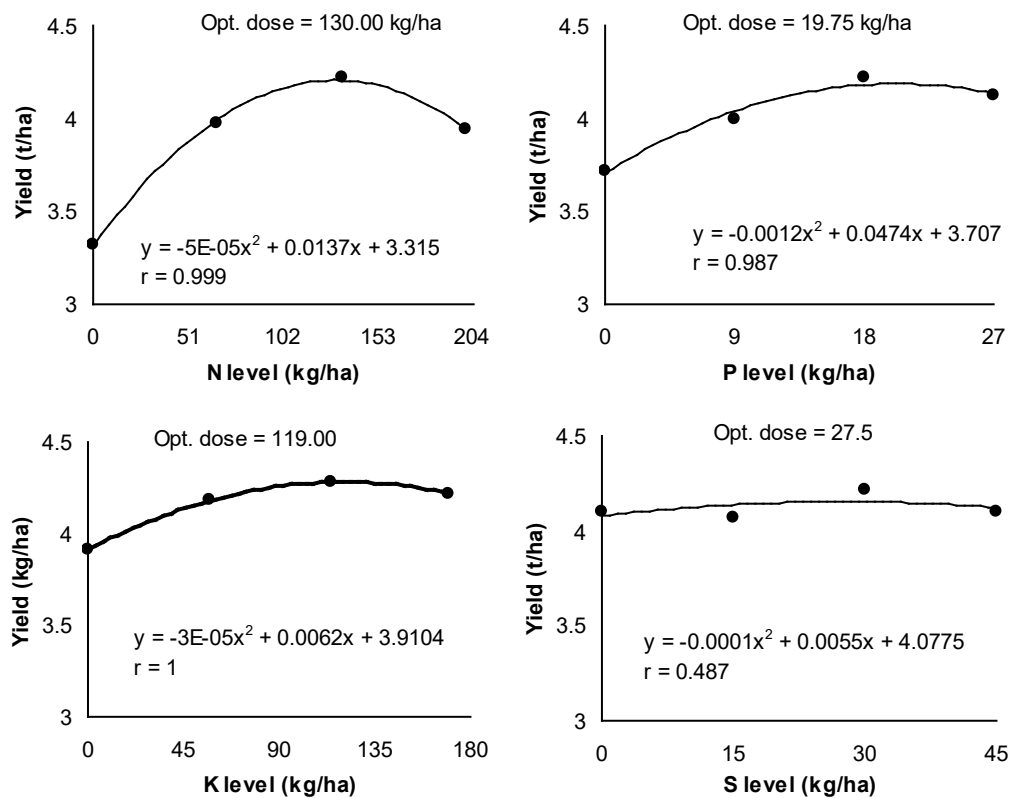 Opt. dose = 130.00 kg/ha
4.5
4
3.5
3
Yield (t/ha)
y = -5E-05x² + 0.0137x + 3.315
r = 0.999
0 51 102 153 204
N level (kg/ha)
Opt. dose = 19.75 kg/ha
4.5
4
3.5
3
Yield (t/ha)
y = -0.0012x² + 0.0474x + 3.707
r = 0.987
0 9 18 27
P level (kg/ha)
Opt. dose = 119.00
4.5
4
3.5
3
Yield (kg/ha)
y = -3E-05x² + 0.0062x + 3.9104
r = 1
0 45 90 135 180
K level (kg/ha)
Opt. dose = 27.5
4.5
4
3.5
3
Yield (t/ha)
y = -0.0001x² + 0.0055x + 4.0775
r = 0.487
0 15 30 45
S level (kg/ha)